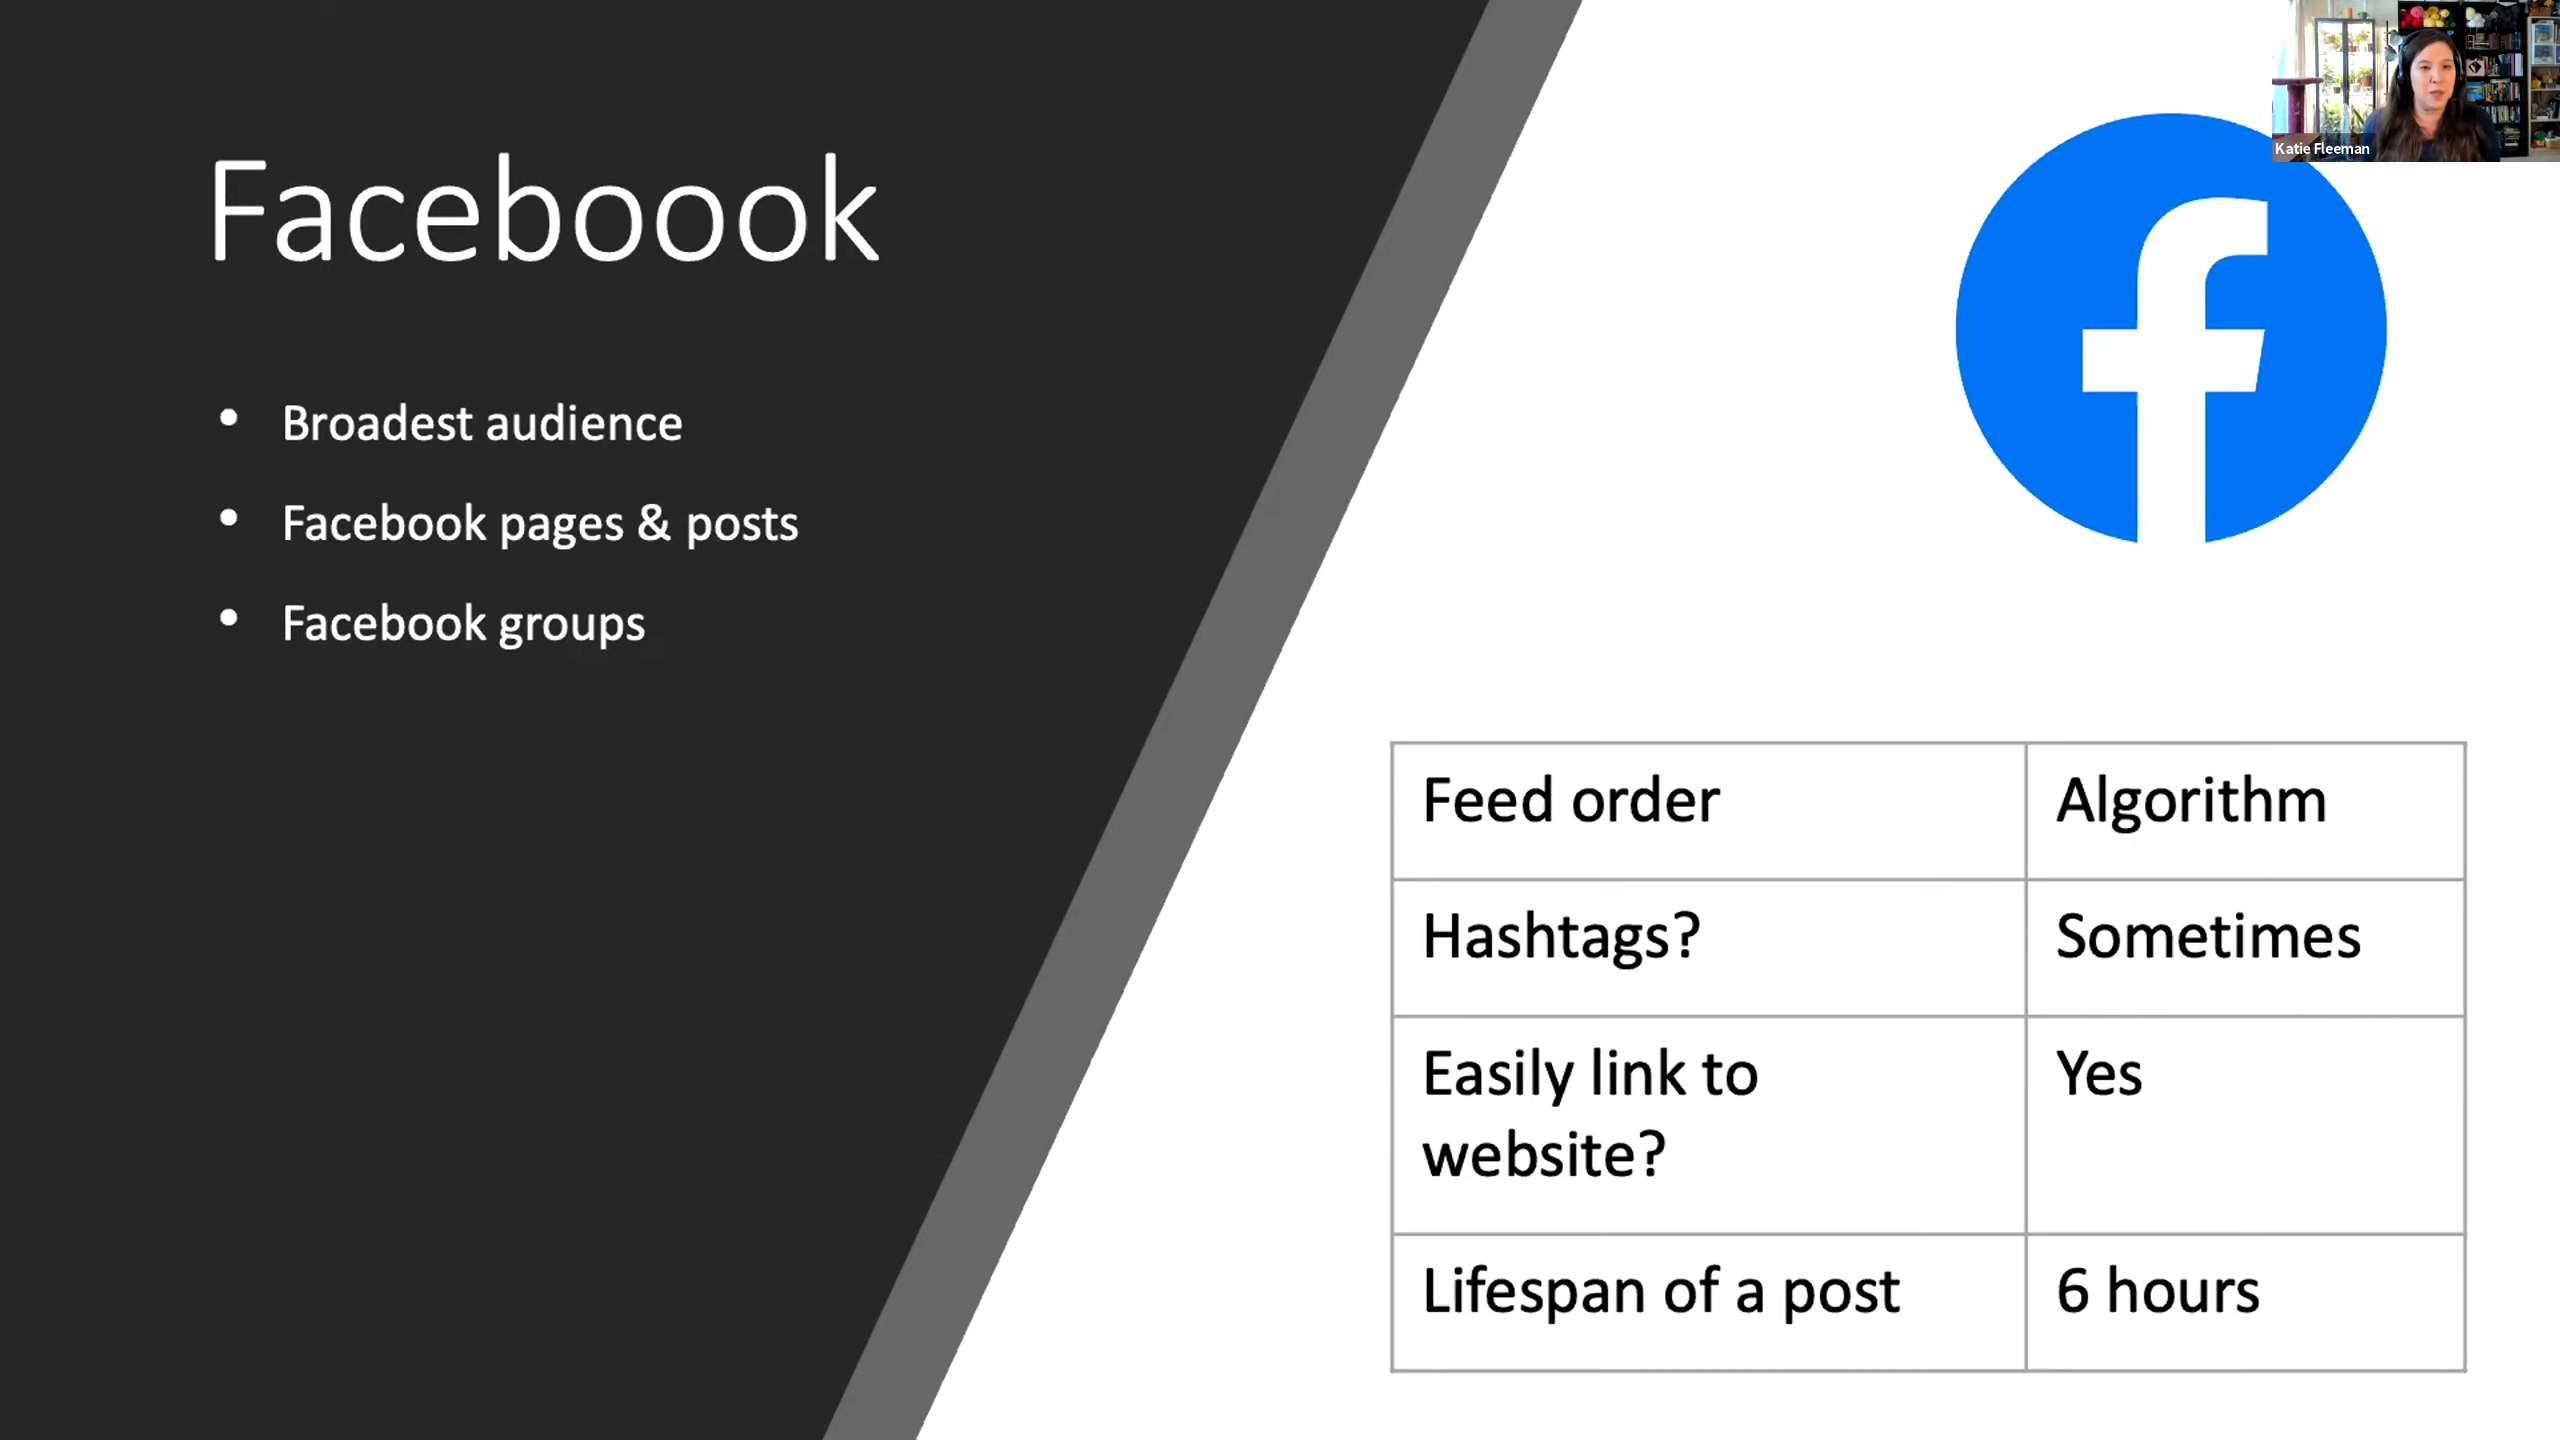 Faceboook
• Broadest audience
• Facebook pages & posts
• Facebook groups
Katie Fleeman
Feed order Algorithm
Hashtags? Sometimes
Easily link to Yes
website?
Lifespan of a post 6 hours